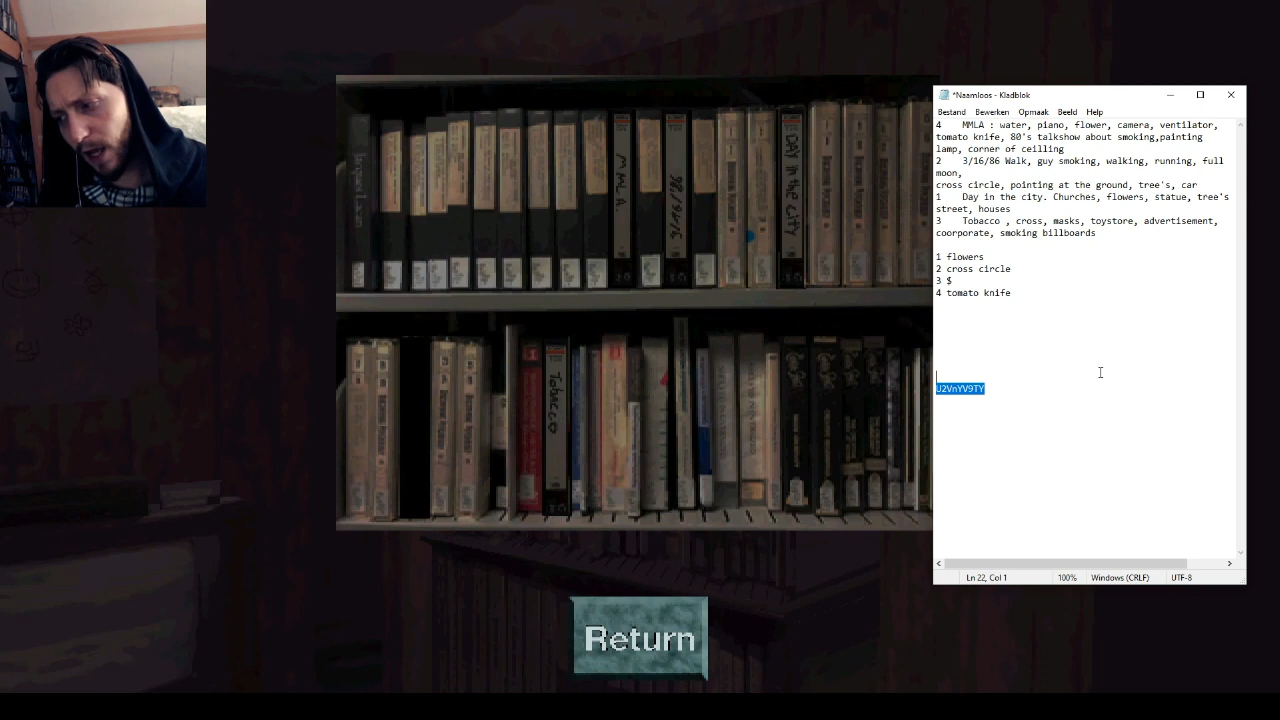 *Naamloos - Kladblok
Bestand Bewerken Opmaak Beeld Help
4 MMLA : water, piano, flower, camera, ventilator,
tomato knife, 80's talkshow about smoking,painting
lamp, corner of ceilling
2 3/16/86 Walk, guy smoking, walking, running, full
moon,
cross circle, pointing at the ground, tree's, car
1 Day in the city. Churches, flowers, statue, tree's
street, houses
3 Tobacco , cross, masks, toystore, advertisement,
coorporate, smoking billboards
1 flowers
2 cross circle
3 $
4 tomato knife
U2VnYV9TY
Ln 22, Col 1 100% Windows (CRLF) UTF-8
MMLA.
3/16/86
DAY in the city
Tobacco
Return